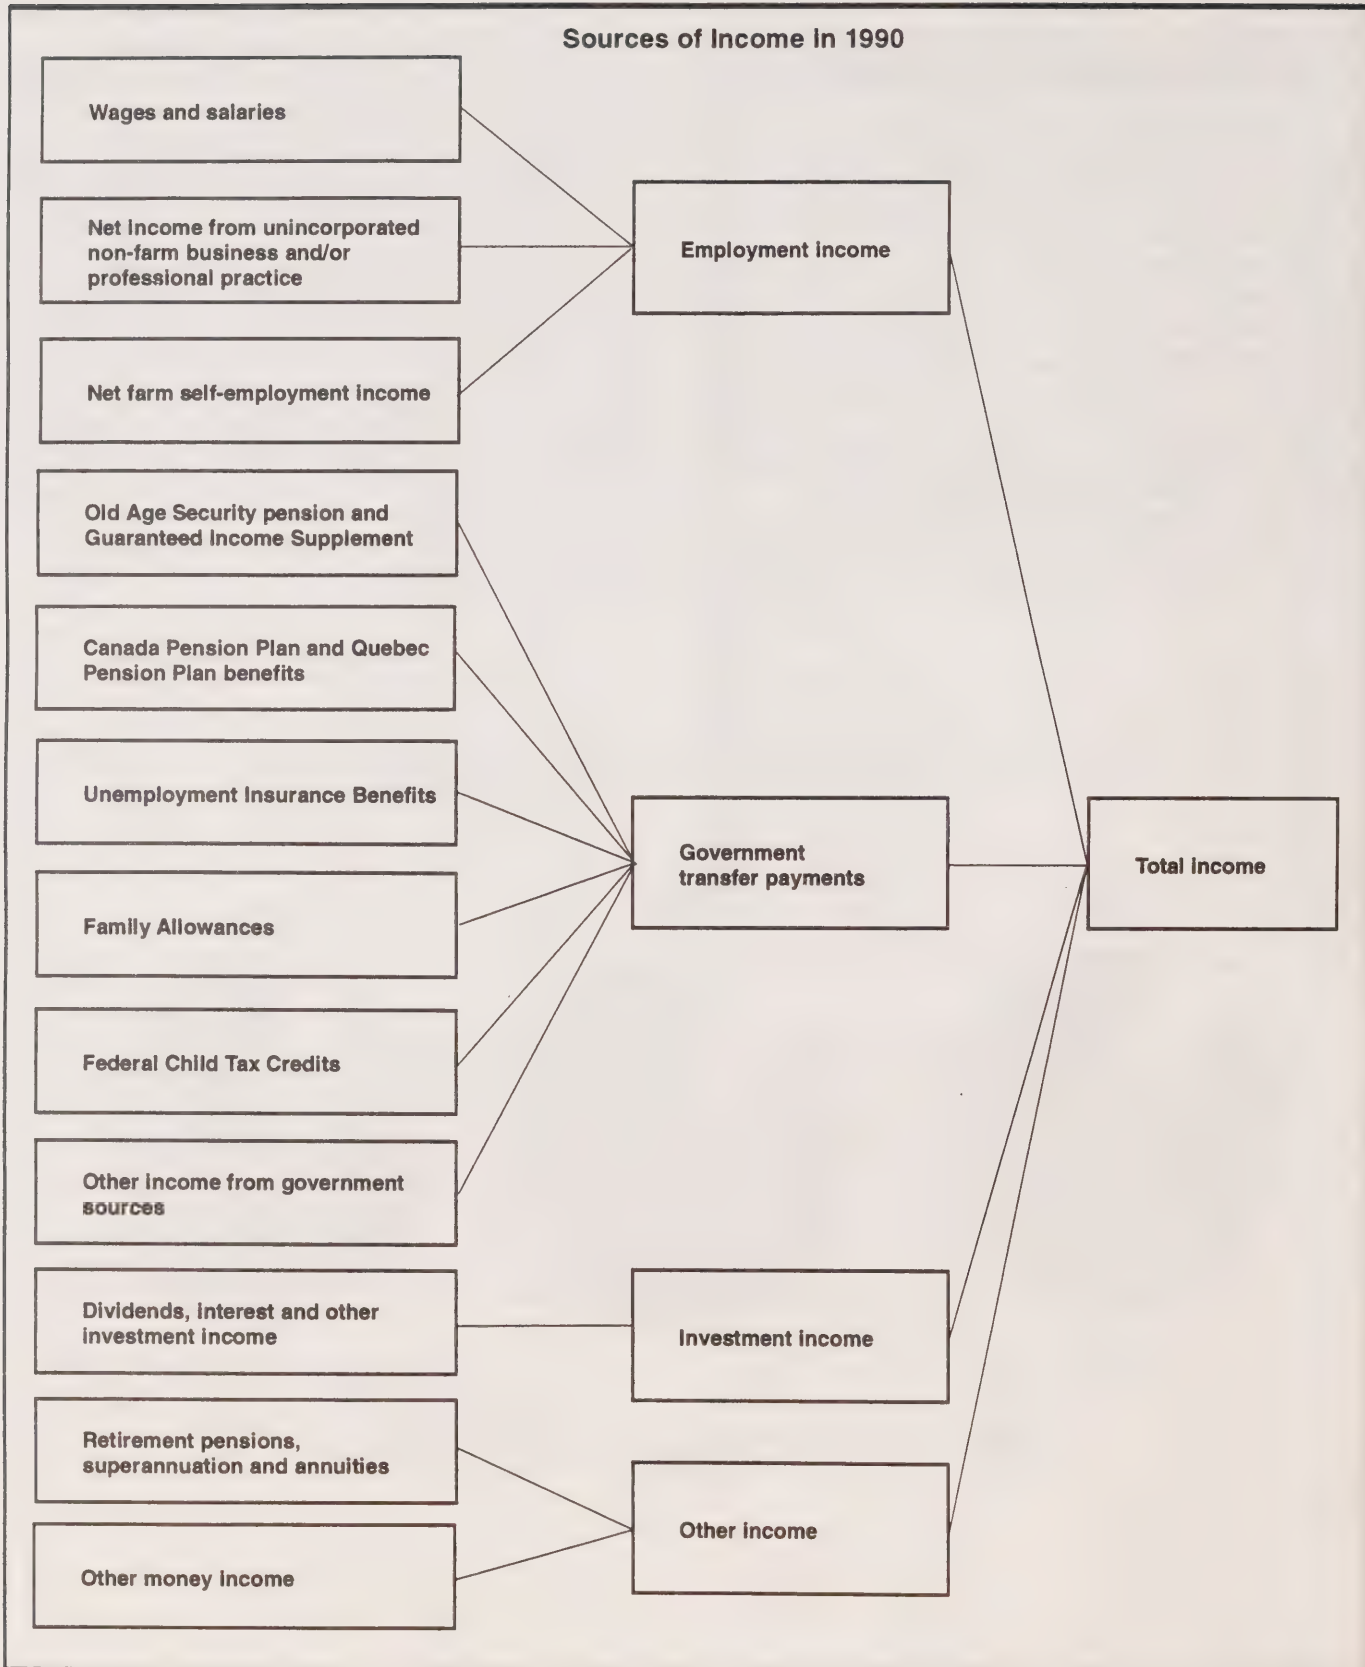 Sources of Income in 1990
Wages and salaries
Net Income from unincorporated
non-farm business and/or
professional practice
Net farm self-employment income
Old Age Security pension and
Guaranteed Income Supplement
Canada Pension Plan and Quebec
Pension Plan benefits
Unemployment Insurance Benefits
Family Allowances
Federal Child Tax Credits
Other income from government
sources
Dividends, interest and other
investment income
Retirement pensions,
superannuation and annuities
Other money income
Employment income
Government
transfer payments
Investment income
Other income
Total income